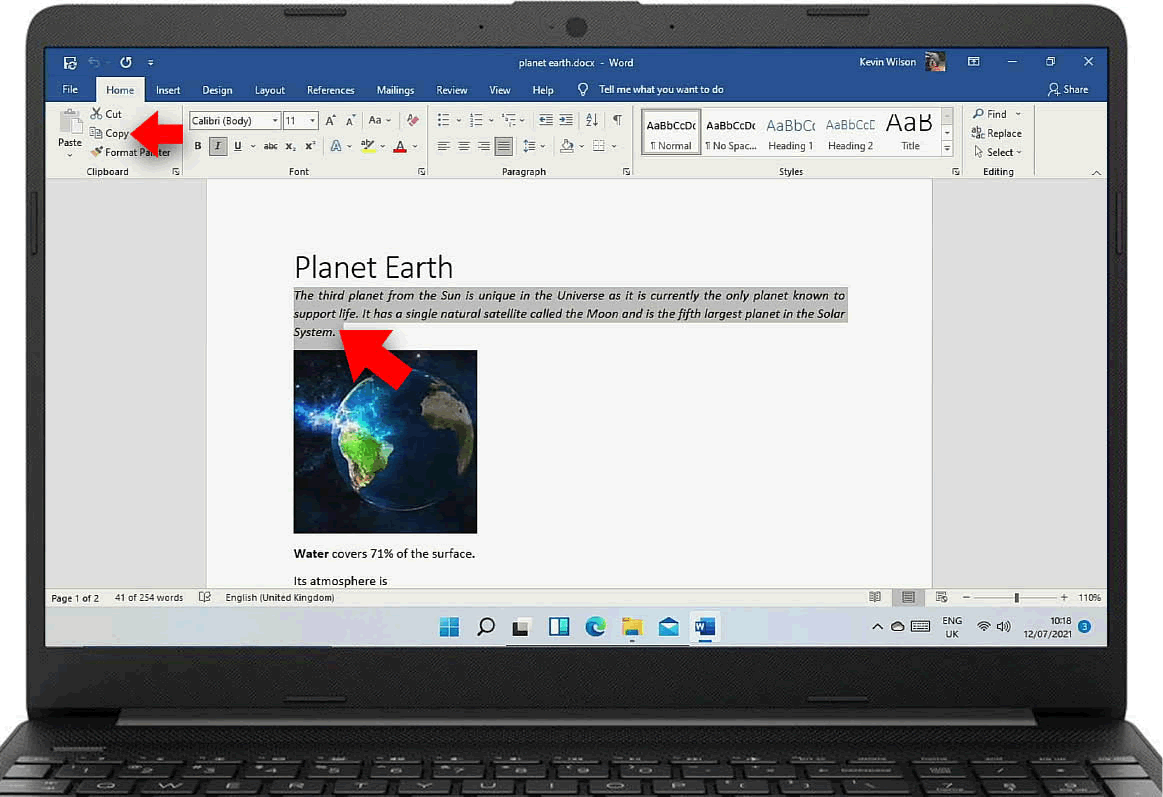 planet earth.docx - Word
Kevin Wilson
File Home Insert Design Layout References Mailings Review View Help Tell me what you want to do Share
Paste
Cut
Copy
Format Painter
Clipboard
Calibri (Body) 11 Aa
B I U abc x₂ x² A ab A
Font
Paragraph
AaBbCcDc AaBbCcDc AaBbCc AaBbCcE AaB
¶ Normal ¶ No Spac... Heading 1 Heading 2 Title
Styles
Find
Replace
Select
Editing
Planet Earth
The third planet from the Sun is unique in the Universe as it is currently the only planet known to
support life. It has a single natural satellite called the Moon and is the fifth largest planet in the Solar
System.
Water covers 71% of the surface.
Its atmosphere is
Page 1 of 2 41 of 254 words English (United Kingdom) 110%
ENG
UK
10:18
12/07/2021
3